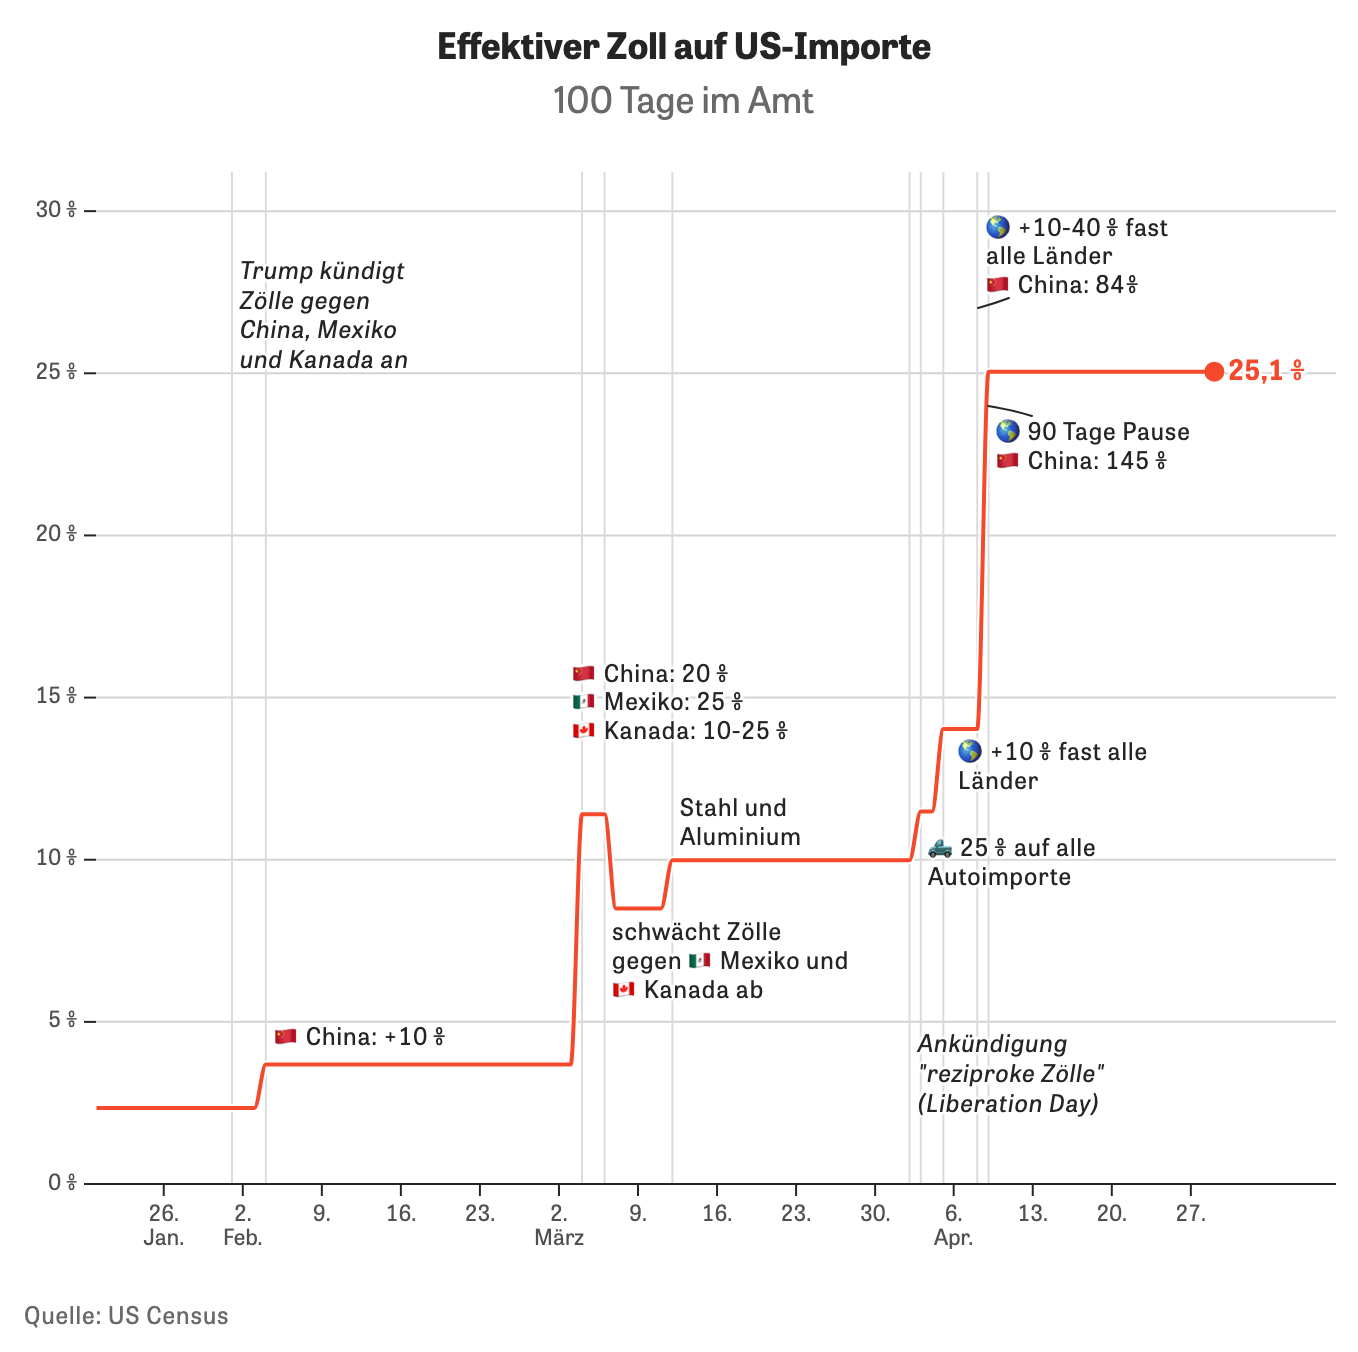 Effektiver Zoll auf US-Importe
100 Tage im Amt
30 %
25 %
20 %
15 %
10 %
5 %
0 %
Trump kündigt
Zölle gegen
China, Mexiko
und Kanada an
+10-40 % fast
alle Länder
China: 84%
25,1 %
90 Tage Pause
China: 145 %
China: 20 %
Mexiko: 25 %
Kanada: 10-25 %
+10 % fast alle
Länder
Stahl und
Aluminium
25 % auf alle
Autoimporte
schwächt Zölle
gegen Mexiko und
Kanada ab
China: +10 %
Ankündigung
"reziproke Zölle"
(Liberation Day)
26. 2. 9. 16. 23. 2. 9. 16. 23. 30. 6. 13. 20. 27.
Jan. Feb. März Apr.
Quelle: US Census